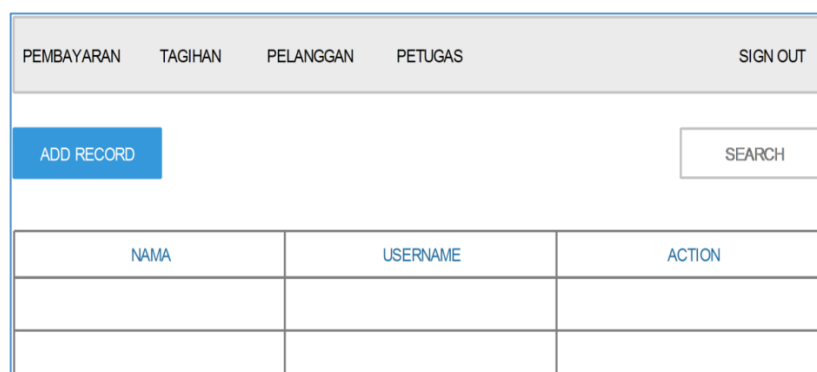 PEMBAYARAN TAGIHAN PELANGGAN PETUGAS SIGN OUT
ADD RECORD SEARCH
NAMA USERNAME ACTION